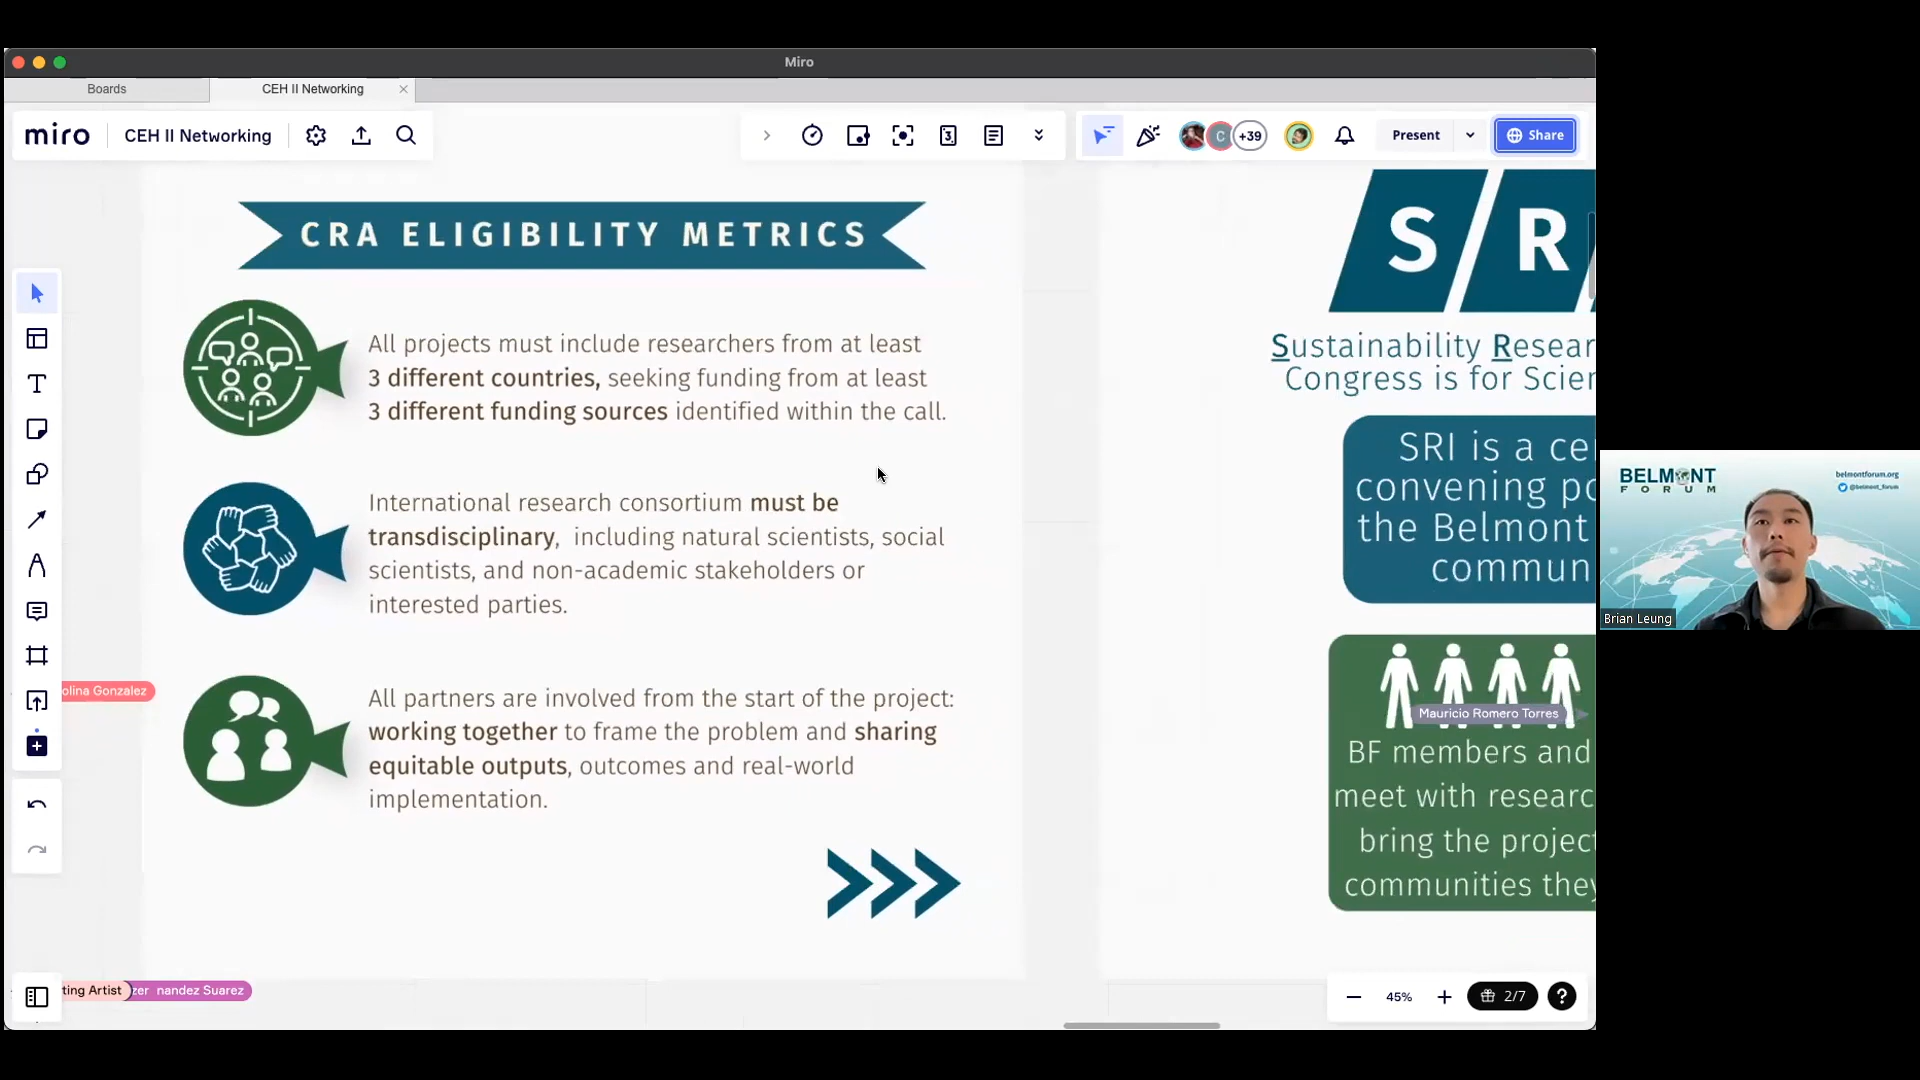 Miro
Boards
CEH II Networking
miro
CEH II Networking
3
C
+39
Present
Share
CRA ELIGIBILITY METRICS
All projects must include researchers from at least
3 different countries, seeking funding from at least
3 different funding sources identified within the call.
International research consortium must be
transdisciplinary, including natural scientists, social
scientists, and non-academic stakeholders or
interested parties.
All partners are involved from the start of the project:
working together to frame the problem and sharing
equitable outputs, outcomes and real-world
implementation.
olina Gonzalez
ting Artist
zer nandez Suarez
S R
Sustainability Resear
Congress is for Scien
SRI is a ce
convening po
the Belmont
commun
Mauricio Romero Torres
BF members and
meet with researc
bring the project
communities they
45%
2/7
?
BELMONT
FORUM
belmontforum.org
@belmont_forum
Brian Leung